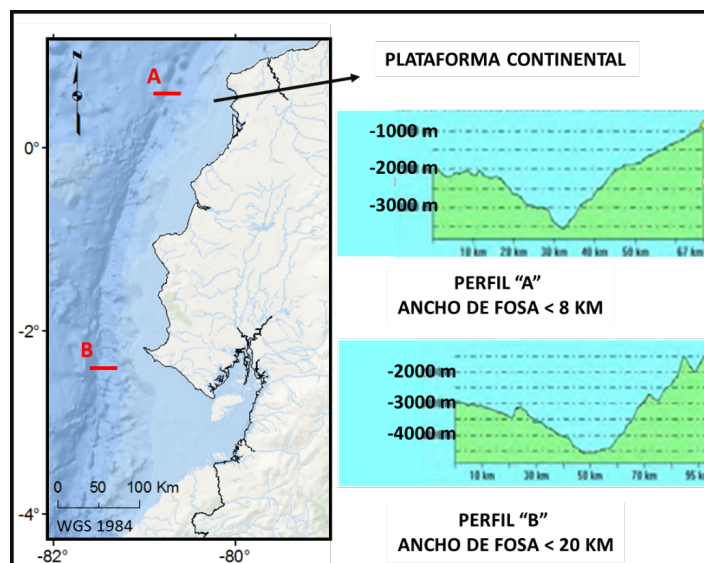 PLATAFORMA CONTINENTAL
A
B
N
0°
-2°
-4°
-82°
-80°
0 50 100 Km
WGS 1984
-1000 m
-2000 m
-3000 m
10 km 20 km 30 km 40 km 50 km 67 km
PERFIL "A"
ANCHO DE FOSA < 8 KM
-2000 m
-3000 m
-4000 m
10 km 30 km 50 km 70 km 95 k
PERFIL "B"
ANCHO DE FOSA < 20 KM